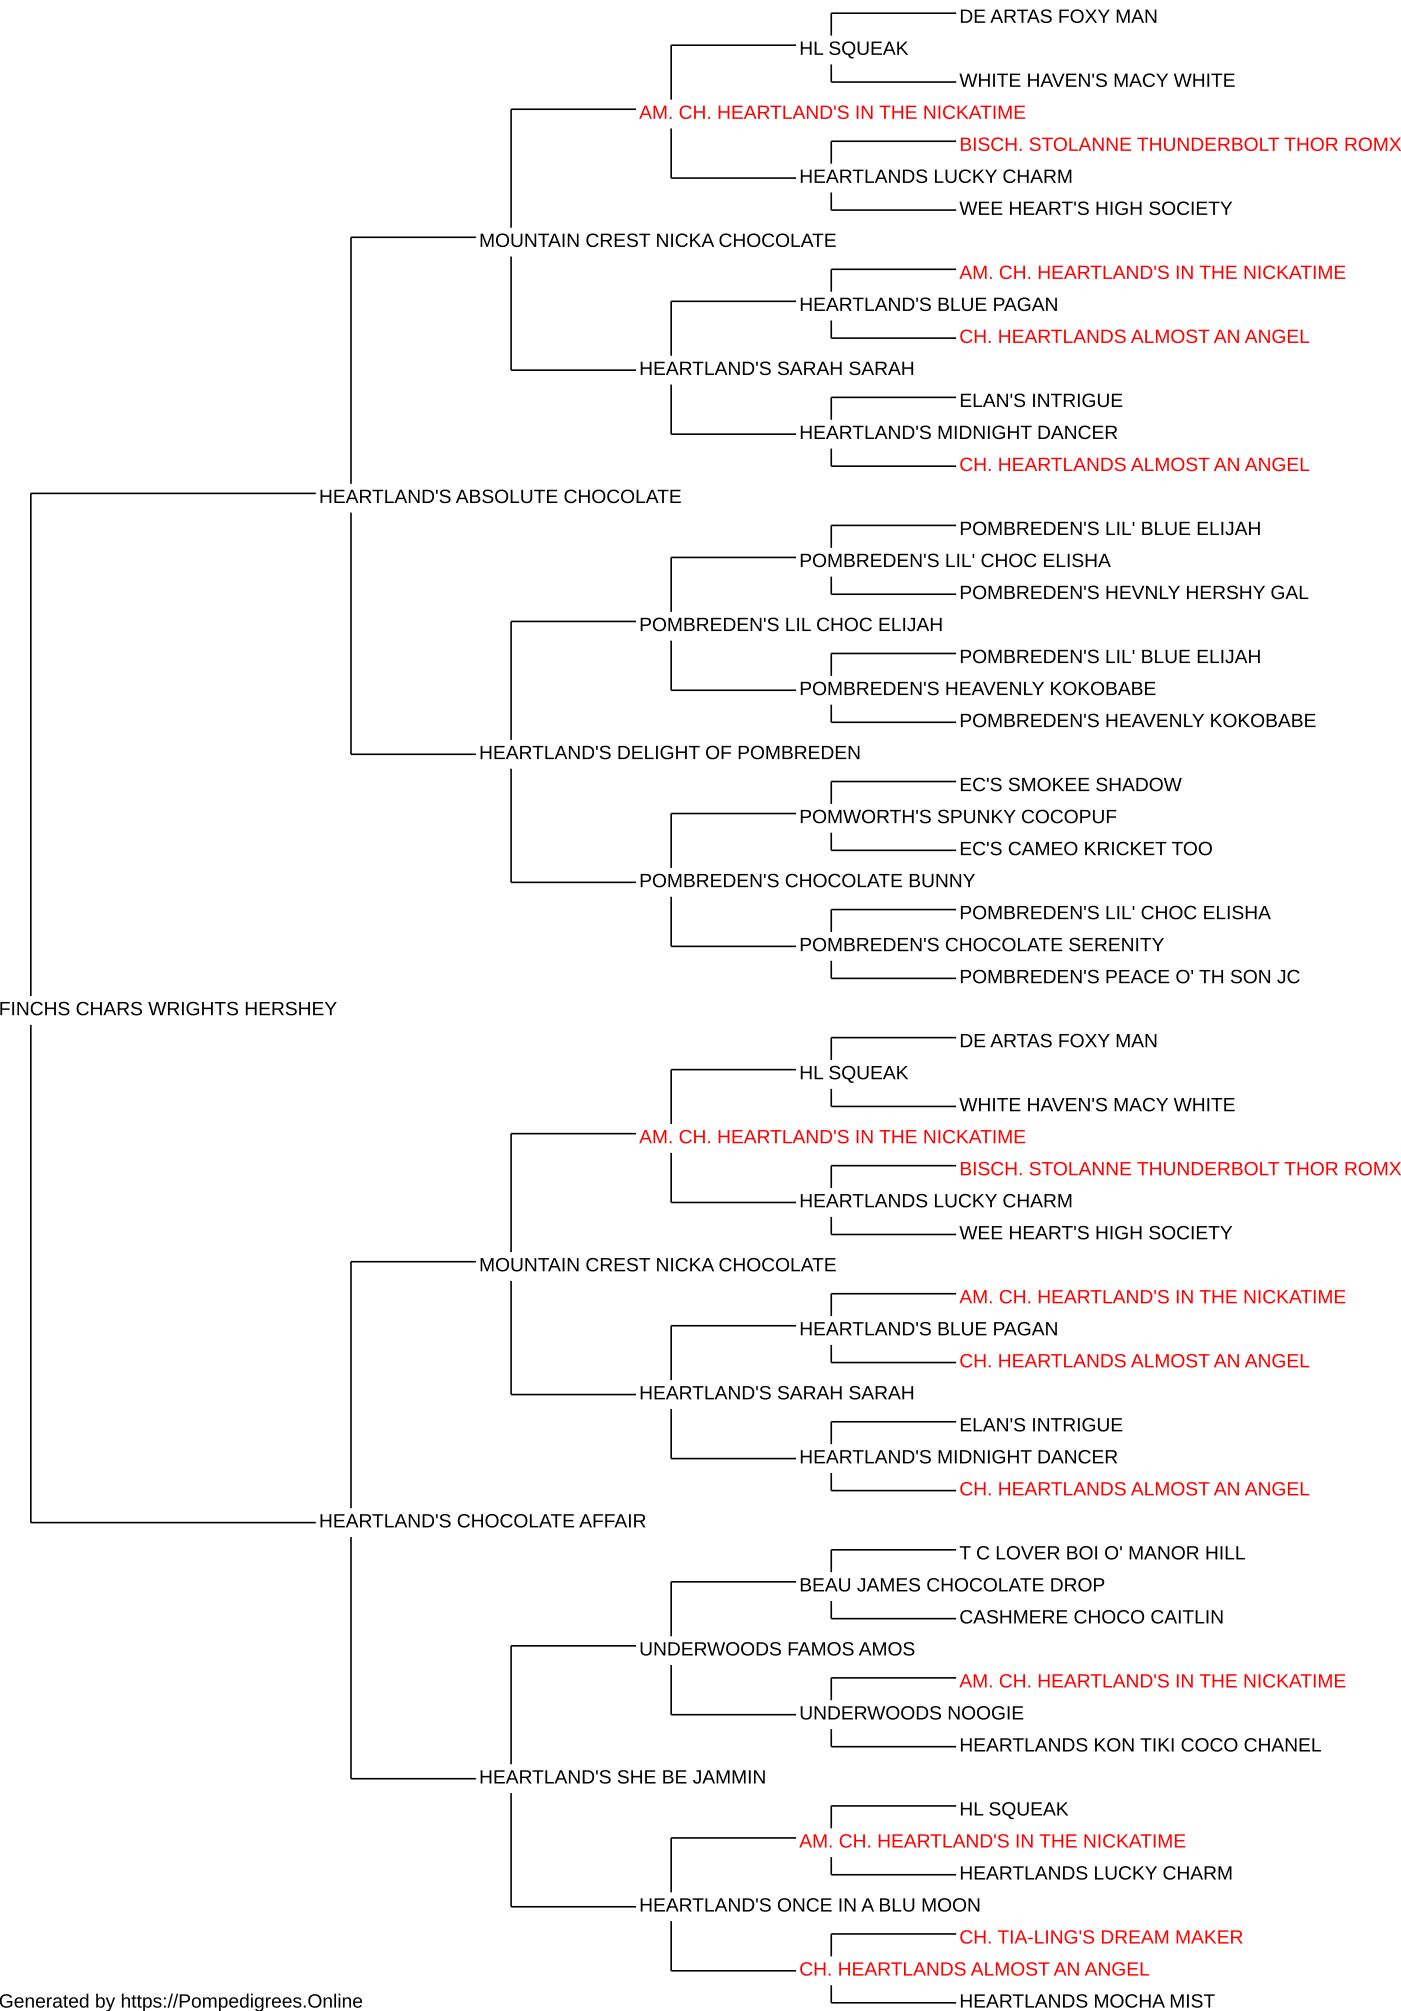 DE ARTAS FOXY MAN
HL SQUEAK
WHITE HAVEN'S MACY WHITE
AM. CH. HEARTLAND'S IN THE NICKATIME
BISCH. STOLANNE THUNDERBOLT THOR ROMX
HEARTLANDS LUCKY CHARM
WEE HEART'S HIGH SOCIETY
MOUNTAIN CREST NICKA CHOCOLATE
AM. CH. HEARTLAND'S IN THE NICKATIME
HEARTLAND'S BLUE PAGAN
CH. HEARTLANDS ALMOST AN ANGEL
HEARTLAND'S SARAH SARAH
ELAN'S INTRIGUE
HEARTLAND'S MIDNIGHT DANCER
CH. HEARTLANDS ALMOST AN ANGEL
HEARTLAND'S ABSOLUTE CHOCOLATE
POMBREDEN'S LIL' BLUE ELIJAH
POMBREDEN'S LIL' CHOC ELISHA
POMBREDEN'S HEVNLY HERSHY GAL
POMBREDEN'S LIL CHOC ELIJAH
POMBREDEN'S LIL' BLUE ELIJAH
POMBREDEN'S HEAVENLY KOKOBABE
POMBREDEN'S HEAVENLY KOKOBABE
HEARTLAND'S DELIGHT OF POMBREDEN
EC'S SMOKEE SHADOW
POMWORTH'S SPUNKY COCOPUF
EC'S CAMEO KRICKET TOO
POMBREDEN'S CHOCOLATE BUNNY
POMBREDEN'S LIL' CHOC ELISHA
POMBREDEN'S CHOCOLATE SERENITY
POMBREDEN'S PEACE O' TH SON JC
FINCHS CHARS WRIGHTS HERSHEY
DE ARTAS FOXY MAN
HL SQUEAK
WHITE HAVEN'S MACY WHITE
AM. CH. HEARTLAND'S IN THE NICKATIME
BISCH. STOLANNE THUNDERBOLT THOR ROMX
HEARTLANDS LUCKY CHARM
WEE HEART'S HIGH SOCIETY
MOUNTAIN CREST NICKA CHOCOLATE
AM. CH. HEARTLAND'S IN THE NICKATIME
HEARTLAND'S BLUE PAGAN
CH. HEARTLANDS ALMOST AN ANGEL
HEARTLAND'S SARAH SARAH
ELAN'S INTRIGUE
HEARTLAND'S MIDNIGHT DANCER
CH. HEARTLANDS ALMOST AN ANGEL
HEARTLAND'S CHOCOLATE AFFAIR
T C LOVER BOI O' MANOR HILL
BEAU JAMES CHOCOLATE DROP
CASHMERE CHOCO CAITLIN
UNDERWOODS FAMOS AMOS
AM. CH. HEARTLAND'S IN THE NICKATIME
UNDERWOODS NOOGIE
HEARTLANDS KON TIKI COCO CHANEL
HEARTLAND'S SHE BE JAMMIN
HL SQUEAK
AM. CH. HEARTLAND'S IN THE NICKATIME
HEARTLANDS LUCKY CHARM
HEARTLAND'S ONCE IN A BLU MOON
CH. TIA-LING'S DREAM MAKER
CH. HEARTLANDS ALMOST AN ANGEL
HEARTLANDS MOCHA MIST
Generated by https://Pompedigrees.Online